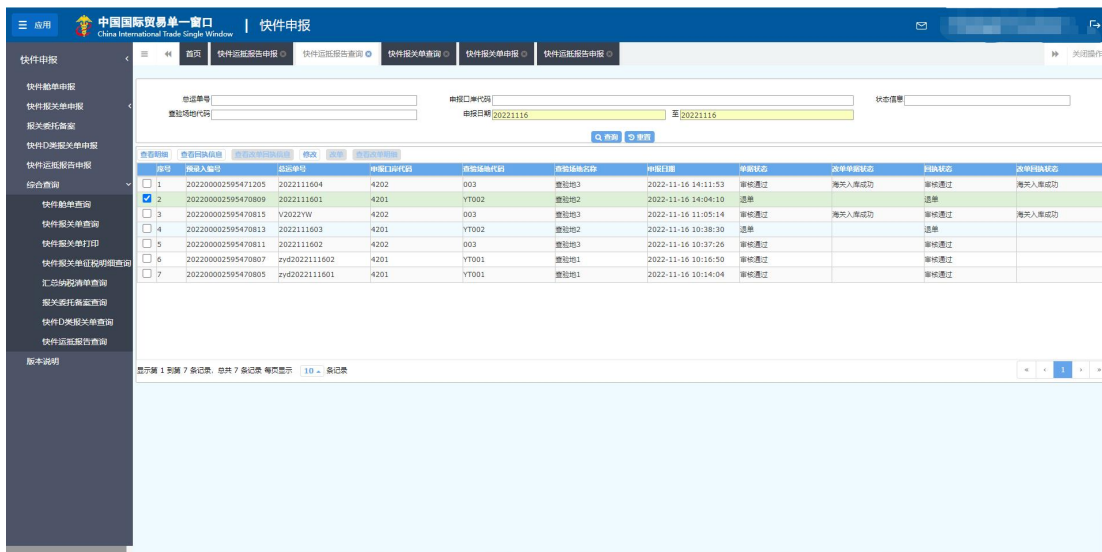 ☰ 应用 中国国际贸易单一窗口 | 快件申报
China International Trade Single Window
快件申报
首页 快件运抵报告申报 快件运抵报告查询 快件报关单查询 快件报关单申报 快件运抵报告申报 关闭操作
快件舱单申报
快件报关单申报
报关委托备案
快件D类报关单申报
快件运抵报告申报
综合查询
快件舱单查询
快件报关单查询
快件报关单打印
快件报关单征税明细查询
汇总纳税清单查询
报关委托备案查询
快件D类报关单查询
快件运抵报告查询
版本说明
总运单号 申报口岸代码 状态信息
查验场地代码 申报日期 20221116 至 20221116
查询 重置
查看明细 查看回执信息 查看改单回执信息 修改 改单 查看改单明细
序号 预录入编号 总运单号 申报口岸代码 查验场地代码 查验场地名称 申报日期 单据状态 改单单据状态 回执状态 改单回执状态
1 202200002595471205 2022111604 4202 003 查验地3 2022-11-16 14:11:53 审核通过 海关入库成功 审核通过 海关入库成功
2 202200002595470809 2022111601 4201 YT002 查验地2 2022-11-16 14:04:10 退单 退单
3 202200002595470815 V2022YW 4202 003 查验地3 2022-11-16 11:05:14 审核通过 海关入库成功 审核通过 海关入库成功
4 202200002595470813 2022111603 4201 YT002 查验地2 2022-11-16 10:38:30 退单 退单
5 202200002595470811 2022111602 4202 003 查验地3 2022-11-16 10:37:26 审核通过 审核通过
6 202200002595470807 zyd2022111602 4201 YT001 查验地1 2022-11-16 10:16:50 审核通过 审核通过
7 202200002595470805 zyd2022111601 4201 YT001 查验地1 2022-11-16 10:14:04 审核通过 审核通过
显示第 1 到第 7 条记录，总共 7 条记录 每页显示 10 条记录
« ‹ 1 › »